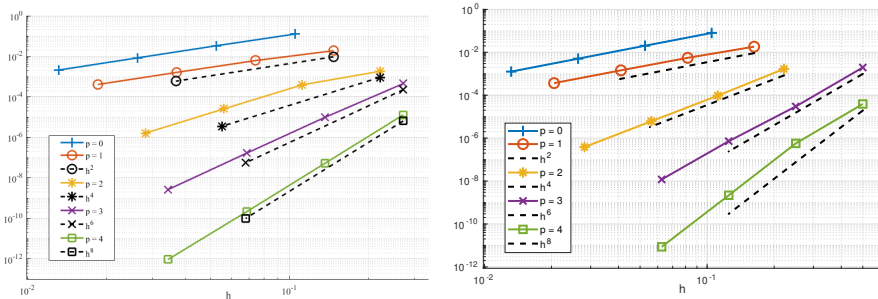 10^0
10^-2
10^-4
10^-6
10^-8
10^-10
10^-12
p = 0
p = 1
h^2
p = 2
h^4
p = 3
h^6
p = 4
h^8
10^-2
10^-1
h
10^0
10^-2
10^-4
10^-6
10^-8
10^-10
10^-12
p = 0
p = 1
h^2
p = 2
h^4
p = 3
h^6
p = 4
h^8
10^-2
10^-1
h